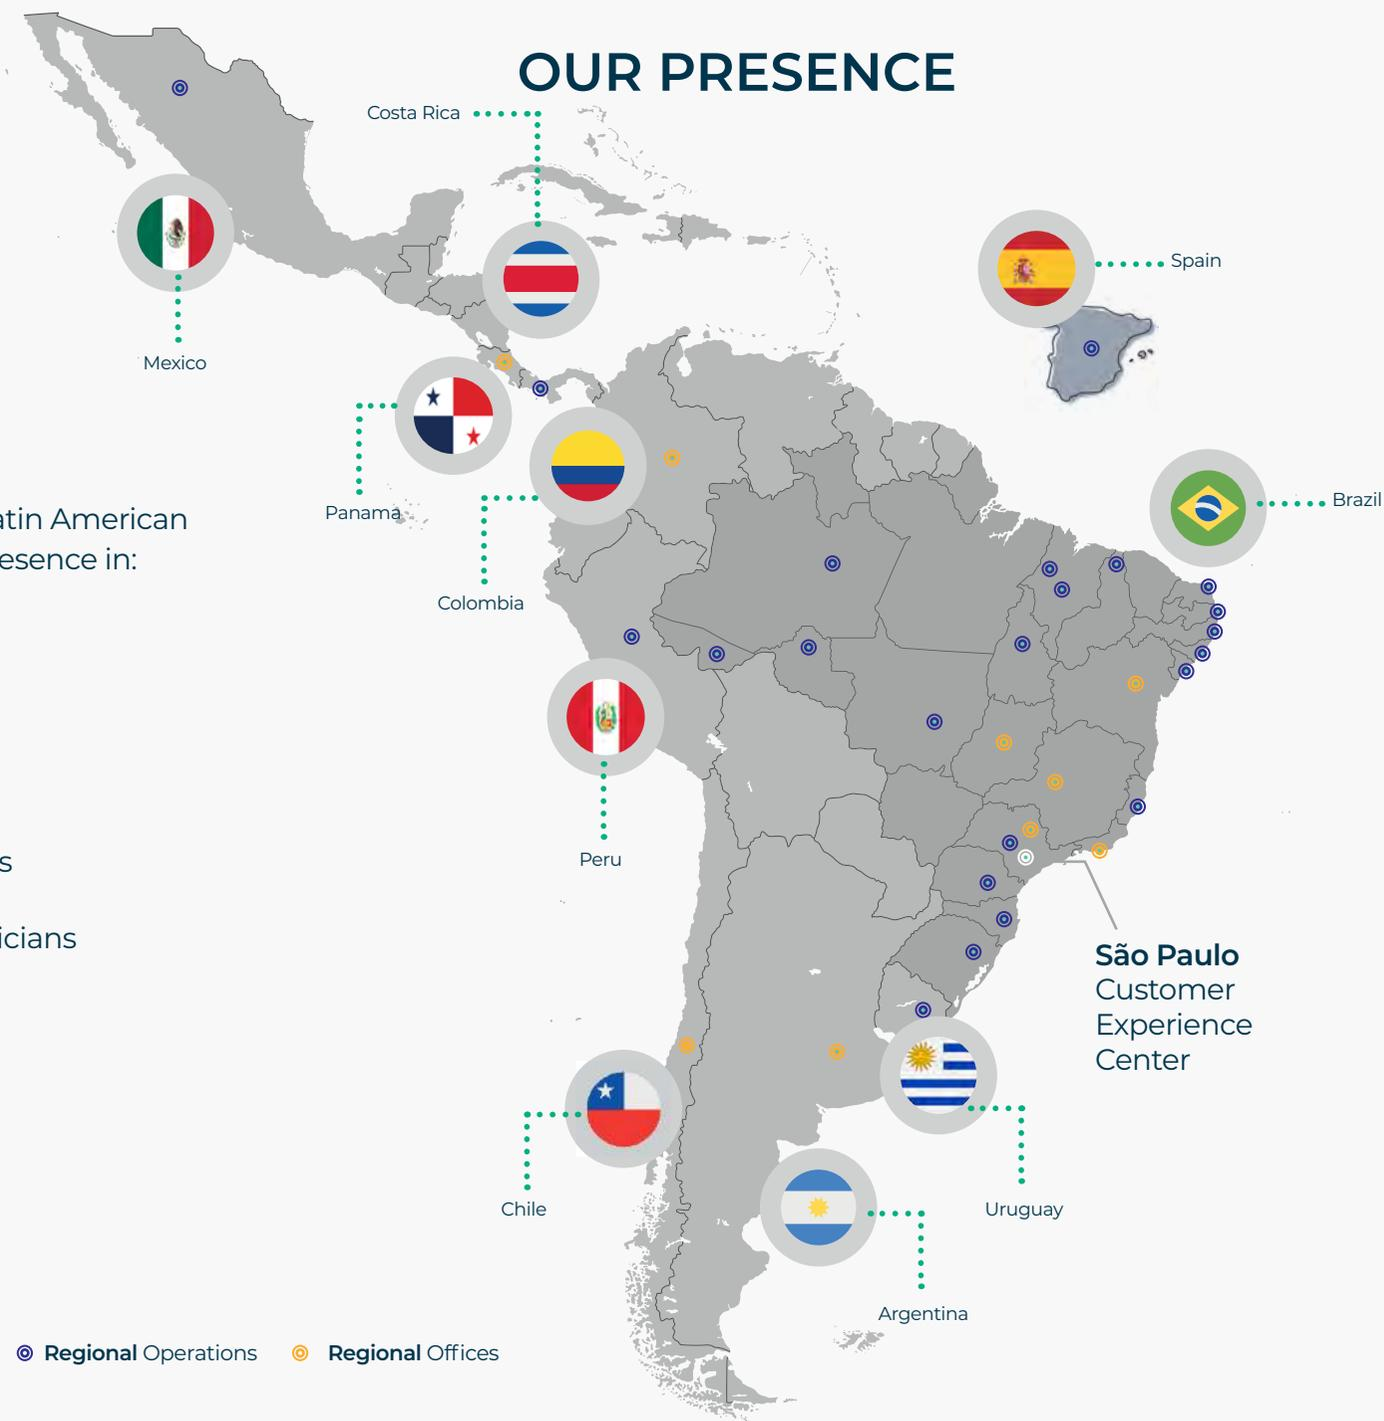 OUR PRESENCE
Costa Rica
Spain
Mexico
Brazil
Panama
atin American
esence in:
Colombia
Peru
s
icians
São Paulo
Customer
Experience
Center
Chile
Uruguay
Argentina
Regional Operations
Regional Offices